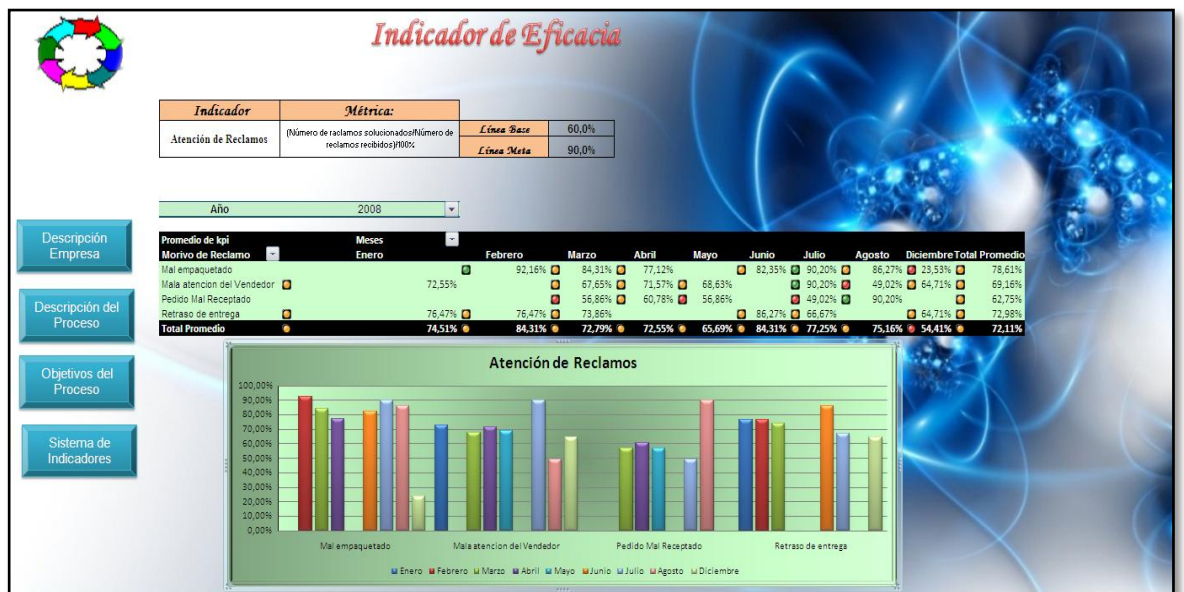 Indicador de Eficacia
Indicador Métrica:
Atención de Reclamos (Número de raclamos solucionados/Número de reclamos recibidos)/100% Línea Base 60,0%
Línea Meta 90,0%
Año 2008
Descripción Empresa
Descripción del Proceso
Objetivos del Proceso
Sistema de Indicadores
Promedio de kpi Meses
Morivo de Reclamo Enero Febrero Marzo Abril Mayo Junio Julio Agosto Diciembre Total Promedio
Mal empaquetado 92,16% 84,31% 77,12% 82,35% 90,20% 86,27% 23,53% 78,61%
Mala atencion del Vendedor 72,55% 67,65% 71,57% 68,63% 90,20% 49,02% 64,71% 69,16%
Pedido Mal Receptado 56,86% 60,78% 56,86% 49,02% 90,20% 62,75%
Retraso de entrega 76,47% 76,47% 73,86% 86,27% 66,67% 64,71% 72,98%
Total Promedio 74,51% 84,31% 72,79% 72,55% 65,69% 84,31% 77,25% 75,16% 54,41% 72,11%
Atención de Reclamos
100,00%
90,00%
80,00%
70,00%
60,00%
50,00%
40,00%
30,00%
20,00%
10,00%
0,00%
Mal empaquetado Mala atencion del Vendedor Pedido Mal Receptado Retraso de entrega
Enero Febrero Marzo Abril Mayo Junio Julio Agosto Diciembre